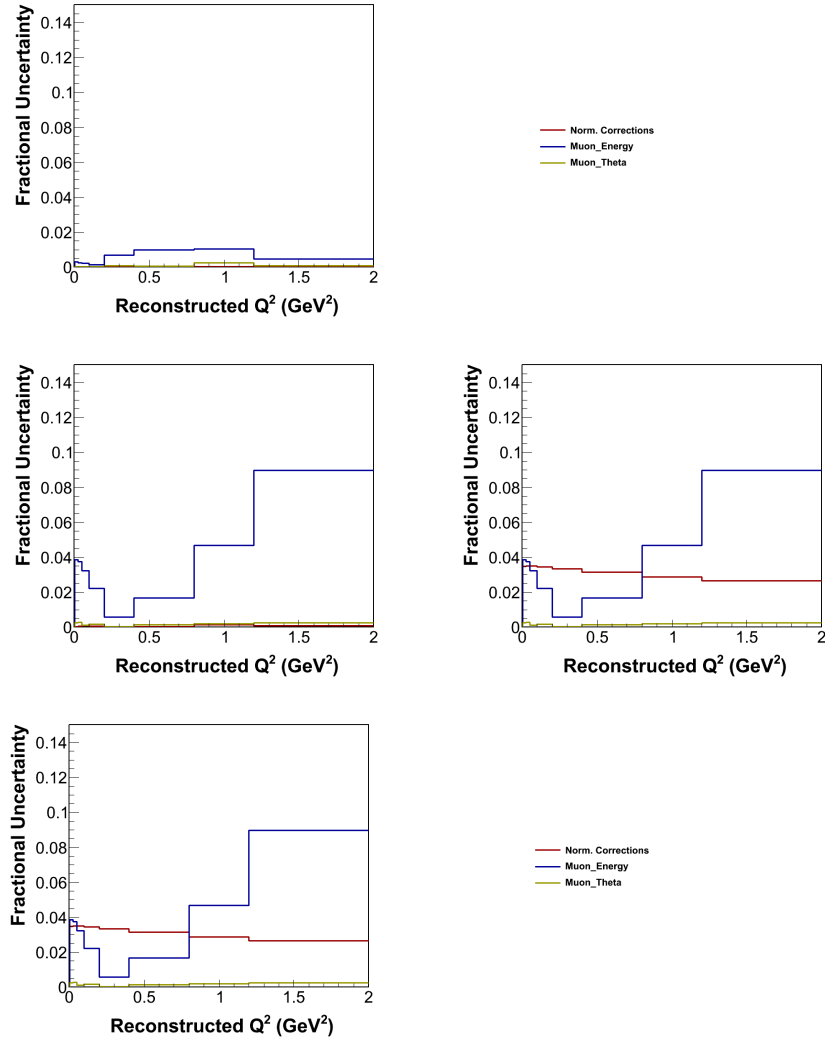 Fractional Uncertainty
0.14
0.12
0.1
0.08
0.06
0.04
0.02
0
0 0.5 1 1.5 2
Reconstructed Q² (GeV²)
Norm. Corrections
Muon_Energy
Muon_Theta
Fractional Uncertainty
0.14
0.12
0.1
0.08
0.06
0.04
0.02
0
0 0.5 1 1.5 2
Reconstructed Q² (GeV²)
Fractional Uncertainty
0.14
0.12
0.1
0.08
0.06
0.04
0.02
0
0 0.5 1 1.5 2
Reconstructed Q² (GeV²)
Fractional Uncertainty
0.14
0.12
0.1
0.08
0.06
0.04
0.02
0
0 0.5 1 1.5 2
Reconstructed Q² (GeV²)
Norm. Corrections
Muon_Energy
Muon_Theta